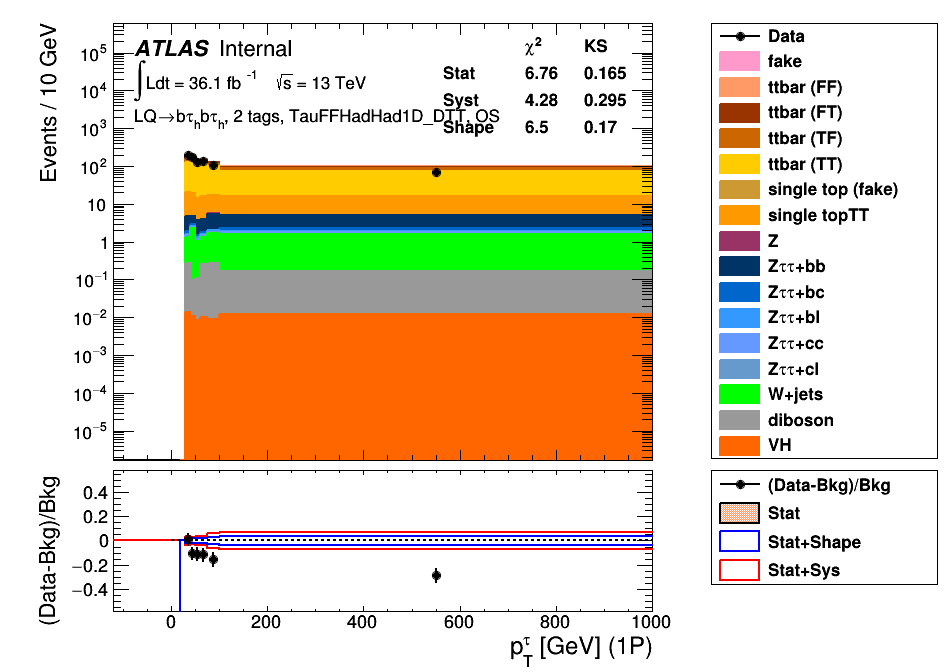 ATLAS Internal
∫Ldt = 36.1 fb⁻¹ √s = 13 TeV
LQ→bτ_hbτ_h, 2 tags, TauFFHadHad1D_DTT, OS
χ² KS
Stat 6.76 0.165
Syst 4.28 0.295
Shape 6.5 0.17
Events / 10 GeV
10⁵
10⁴
10³
10²
10
1
10⁻¹
10⁻²
10⁻³
10⁻⁴
10⁻⁵
Data
fake
ttbar (FF)
ttbar (FT)
ttbar (TF)
ttbar (TT)
single top (fake)
single topTT
Z
Zττ+bb
Zττ+bc
Zττ+bl
Zττ+cc
Zττ+cl
W+jets
diboson
VH
(Data-Bkg)/Bkg
0.4
0.2
0
−0.2
−0.4
0 200 400 600 800 1000
p_T^τ [GeV] (1P)
(Data-Bkg)/Bkg
Stat
Stat+Shape
Stat+Sys